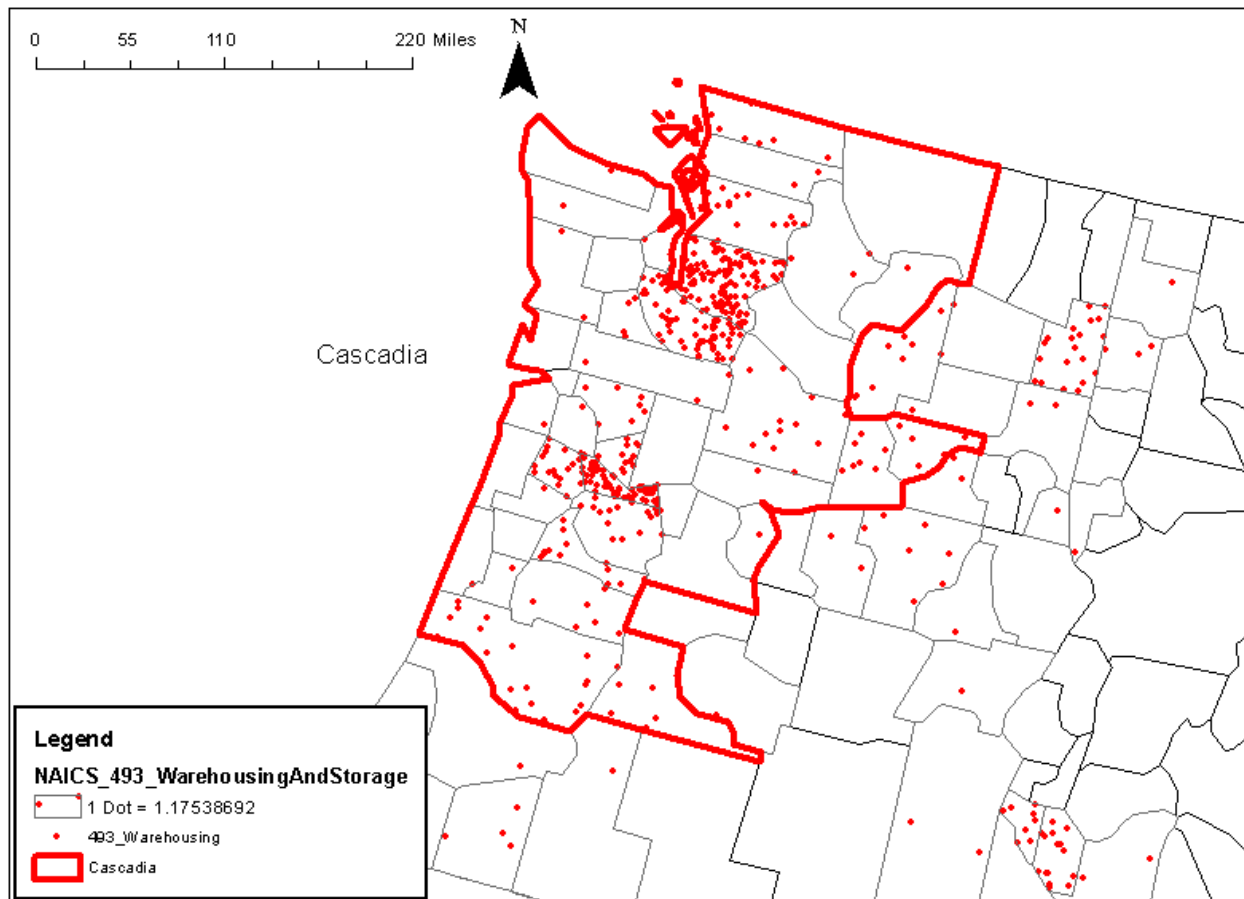 N
0 55 110 220 Miles
Cascadia
Legend
NAICS_493_WarehousingAndStorage
1 Dot = 1.17538692
493_Warehousing
Cascadia